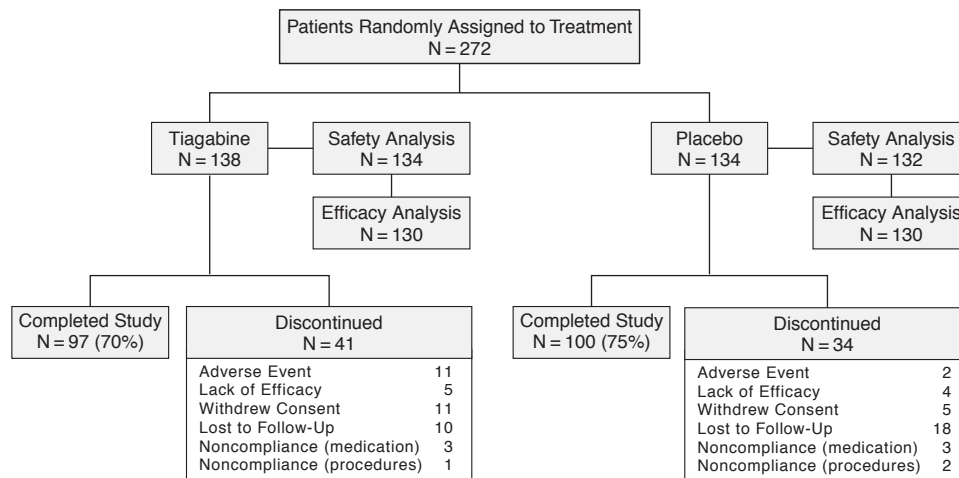 Patients Randomly Assigned to Treatment
N = 272
Tiagabine
N = 138
Safety Analysis
N = 134
Efficacy Analysis
N = 130
Placebo
N = 134
Safety Analysis
N = 132
Efficacy Analysis
N = 130
Completed Study
N = 97 (70%)
Discontinued
N = 41
Adverse Event 11
Lack of Efficacy 5
Withdrew Consent 11
Lost to Follow-Up 10
Noncompliance (medication) 3
Noncompliance (procedures) 1
Completed Study
N = 100 (75%)
Discontinued
N = 34
Adverse Event 2
Lack of Efficacy 4
Withdrew Consent 5
Lost to Follow-Up 18
Noncompliance (medication) 3
Noncompliance (procedures) 2